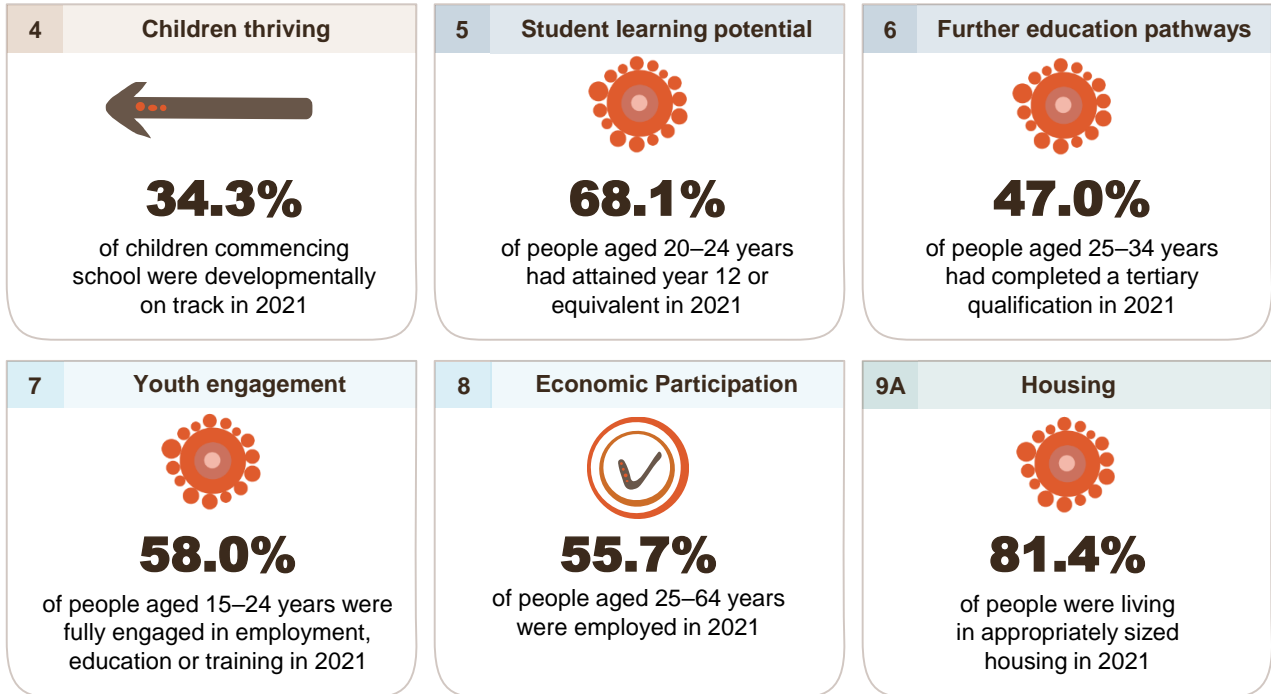 4 Children thriving
34.3%
of children commencing
school were developmentally
on track in 2021
5 Student learning potential
68.1%
of people aged 20–24 years
had attained year 12 or
equivalent in 2021
6 Further education pathways
47.0%
of people aged 25–34 years
had completed a tertiary
qualification in 2021
7 Youth engagement
58.0%
of people aged 15–24 years were
fully engaged in employment,
education or training in 2021
8 Economic Participation
55.7%
of people aged 25–64 years
were employed in 2021
9A Housing
81.4%
of people were living
in appropriately sized
housing in 2021